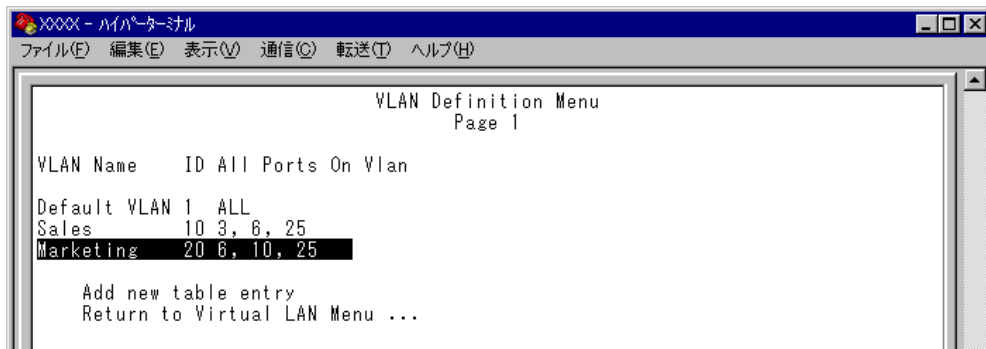 XXXX - ハイパーターミナル
ファイル(F) 編集(E) 表示(V) 通信(C) 転送(T) ヘルプ(H)
VLAN Definition Menu
Page 1
VLAN Name ID All Ports On Vlan
Default VLAN 1 ALL
Sales 10 3, 6, 25
Marketing 20 6, 10, 25
Add new table entry
Return to Virtual LAN Menu ...